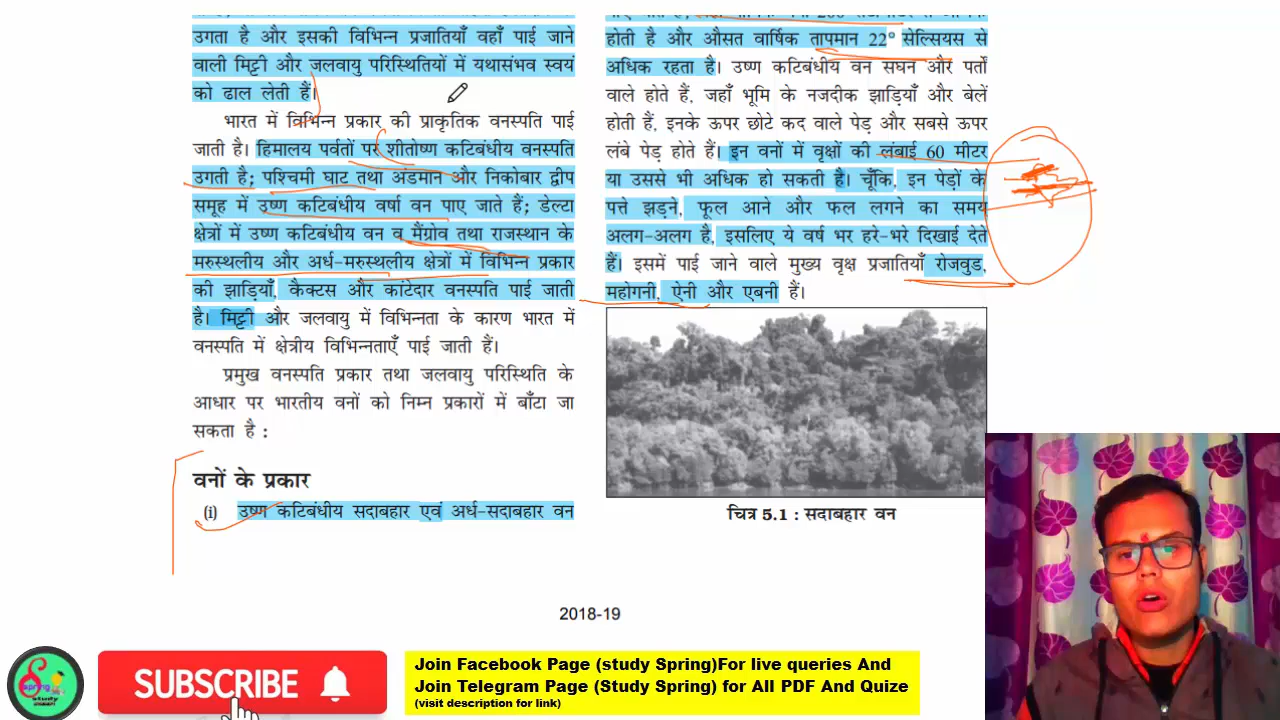 उगता है और इसकी विभिन्न प्रजातियाँ वहाँ पाई जाने
वाली मिट्टी और जलवायु परिस्थितियों में यथासंभव स्वयं
को ढाल लेती हैं।
भारत में विभिन्न प्रकार की प्राकृतिक वनस्पति पाई
जाती है। हिमालय पर्वतों पर शीतोष्ण कटिबंधीय वनस्पति
उगती है; पश्चिमी घाट तथा अंडमान और निकोबार द्वीप
समूह में उष्ण कटिबंधीय वर्षा वन पाए जाते हैं; डेल्टा
क्षेत्रों में उष्ण कटिबंधीय वन व मैंग्रोव तथा राजस्थान के
मरुस्थलीय और अर्ध-मरुस्थलीय क्षेत्रों में विभिन्न प्रकार
की झाड़ियाँ, कैक्टस और कांटेदार वनस्पति पाई जाती
है। मिट्टी और जलवायु में विभिन्नता के कारण भारत में
वनस्पति में क्षेत्रीय विभिन्नताएँ पाई जाती हैं।
प्रमुख वनस्पति प्रकार तथा जलवायु परिस्थिति के
आधार पर भारतीय वनों को निम्न प्रकारों में बाँटा जा
सकता है :
वनों के प्रकार
(i) उष्ण कटिबंधीय सदाबहार एवं अर्ध-सदाबहार वन
होती है और औसत वार्षिक तापमान 22° सेल्सियस से
अधिक रहता है। उष्ण कटिबंधीय वन सघन और पर्तों
वाले होते हैं, जहाँ भूमि के नजदीक झाड़ियाँ और बेलें
होती हैं, इनके ऊपर छोटे कद वाले पेड़ और सबसे ऊपर
लंबे पेड़ होते हैं। इन वनों में वृक्षों की लंबाई 60 मीटर
या उससे भी अधिक हो सकती है। चूँकि, इन पेड़ों के
पत्ते झड़ने, फूल आने और फल लगने का समय
अलग-अलग है, इसलिए ये वर्ष भर हरे-भरे दिखाई देते
हैं। इसमें पाई जाने वाले मुख्य वृक्ष प्रजातियाँ रोजवुड,
महोगनी, ऐनी और एबनी हैं।
चित्र 5.1 : सदाबहार वन
2018-19
SUBSCRIBE
Join Facebook Page (study Spring)For live queries And
Join Telegram Page (Study Spring) for All PDF And Quize
(visit description for link)